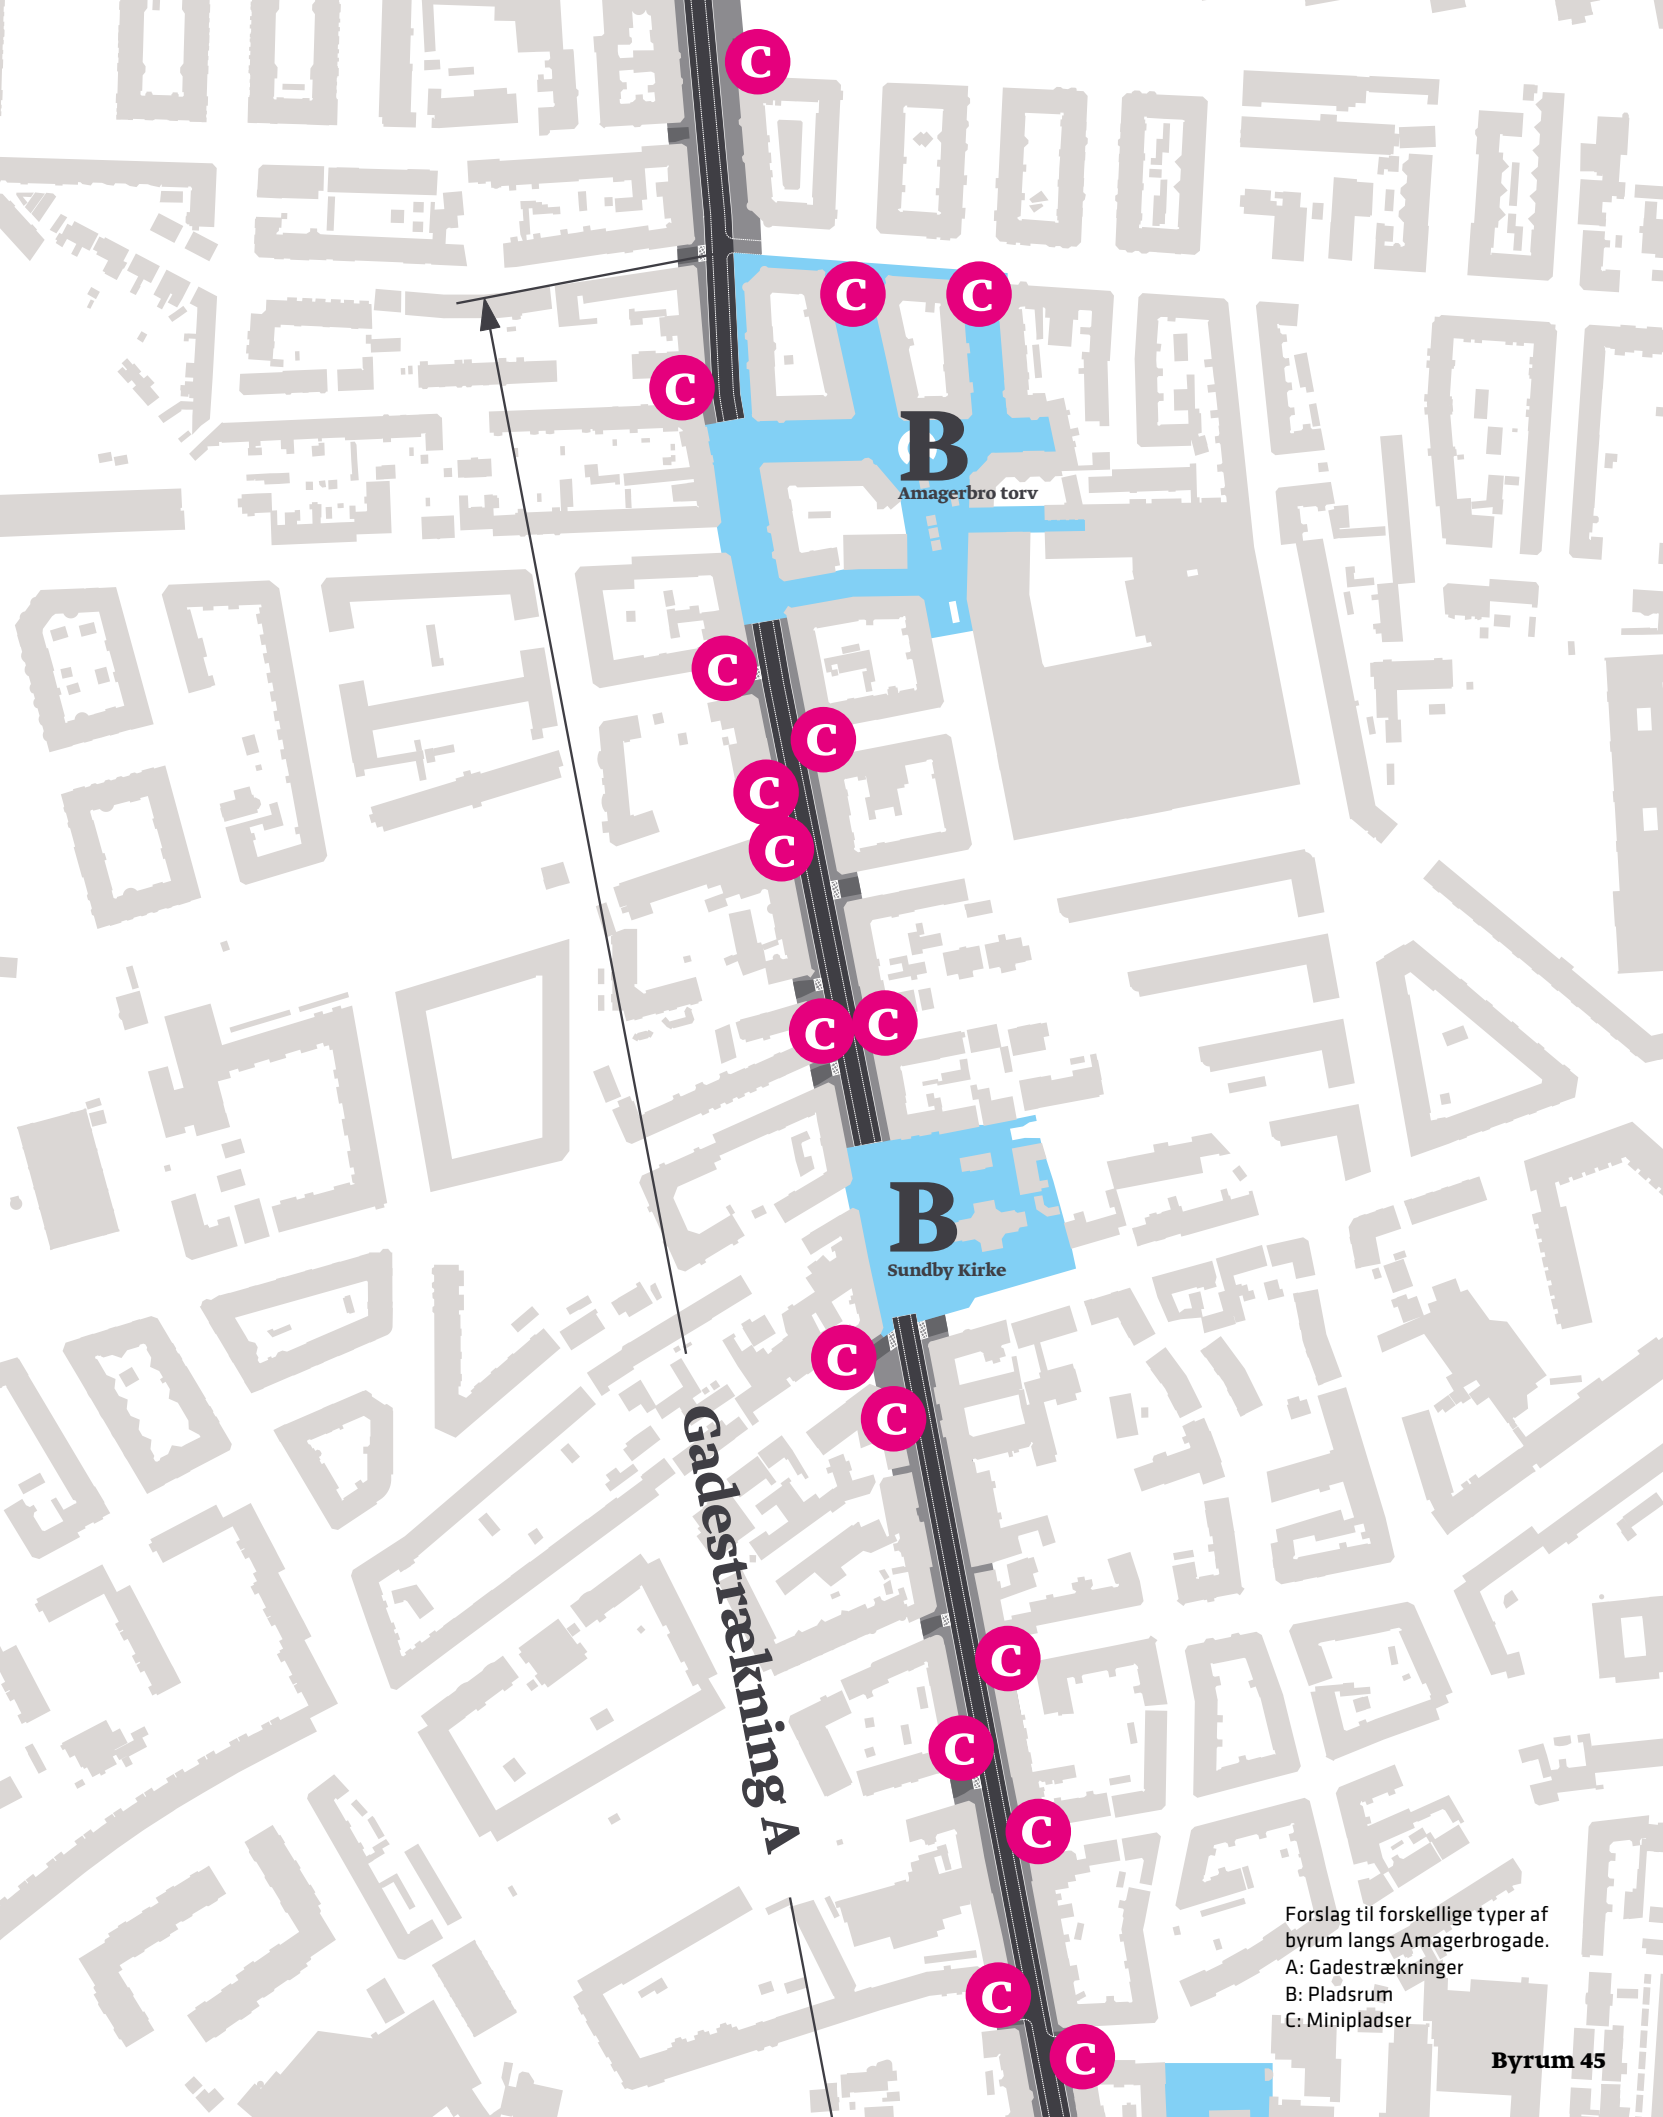 C
C
C
C
B
Amagerbro torv
C
C
C
C
C
C
B
Sundby Kirke
C
C
Gadestrækning A
C
C
C
C
C
Forslag til forskellige typer af
byrum langs Amagerbrogade.
A: Gadestrækninger
B: Pladsrum
C: Minipladser
Byrum 45